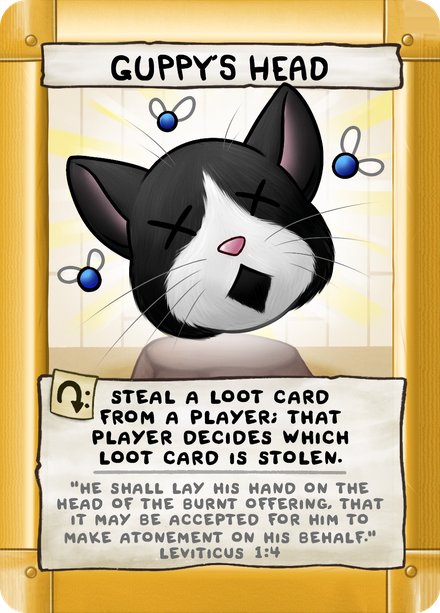 GUPPY'S HEAD
STEAL A LOOT CARD
FROM A PLAYER; THAT
PLAYER DECIDES WHICH
LOOT CARD IS STOLEN.
"HE SHALL LAY HIS HAND ON THE
HEAD OF THE BURNT OFFERING, THAT
IT MAY BE ACCEPTED FOR HIM TO
MAKE ATONEMENT ON HIS BEHALF."
LEVITICUS 1:4